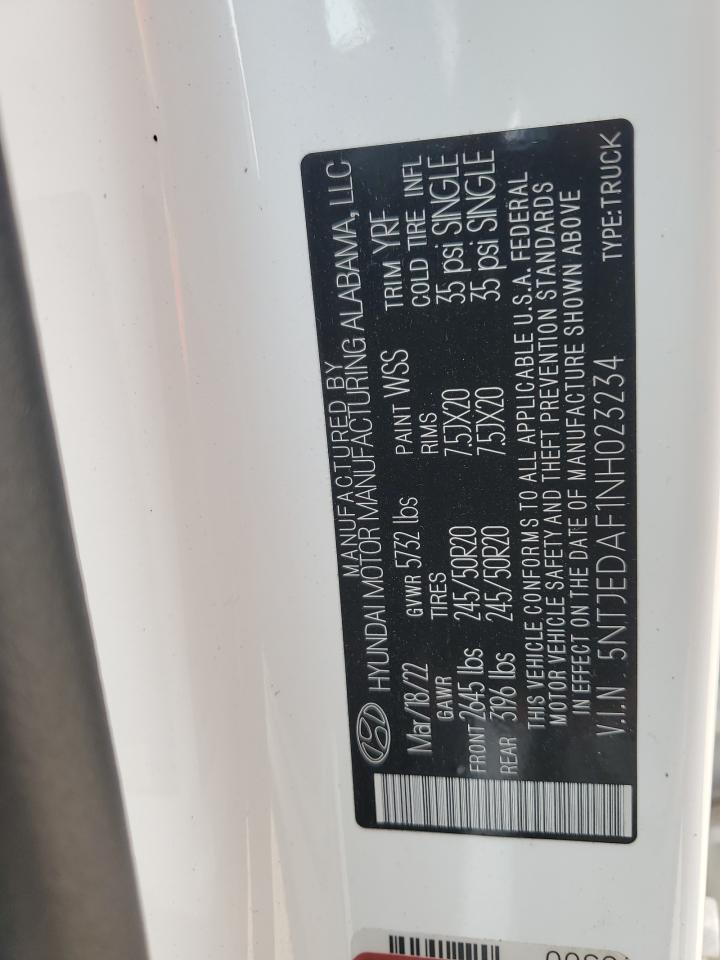 MANUFACTURED BY
HYUNDAI MOTOR MANUFACTURING ALABAMA, LLC
Mar/18/22 GVWR 5732 lbs PAINT WSS TRIM YRF
GAWR TIRES RIMS COLD TIRE INFL
FRONT 2645 lbs 245/50R20 7.5JX20 35 psi SINGLE
REAR 3196 lbs 245/50R20 7.5JX20 35 psi SINGLE
THIS VEHICLE CONFORMS TO ALL APPLICABLE U.S.A. FEDERAL
MOTOR VEHICLE SAFETY AND THEFT PREVENTION STANDARDS
IN EFFECT ON THE DATE OF MANUFACTURE SHOWN ABOVE
V.I.N 5NTJEDAF1NH023234 TYPE:TRUCK